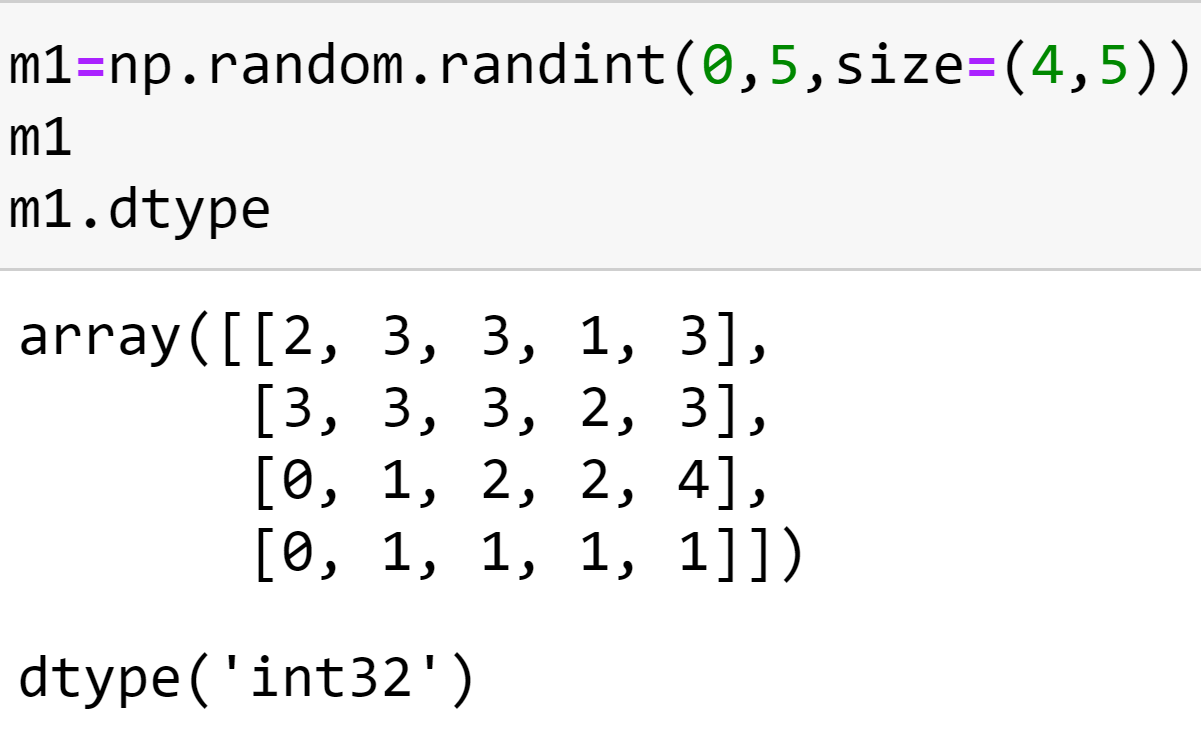 m1=np.random.randint(0,5,size=(4,5))
m1
m1.dtype
array([[2, 3, 3, 1, 3],
[3, 3, 3, 2, 3],
[0, 1, 2, 2, 4],
[0, 1, 1, 1, 1]])
dtype('int32')